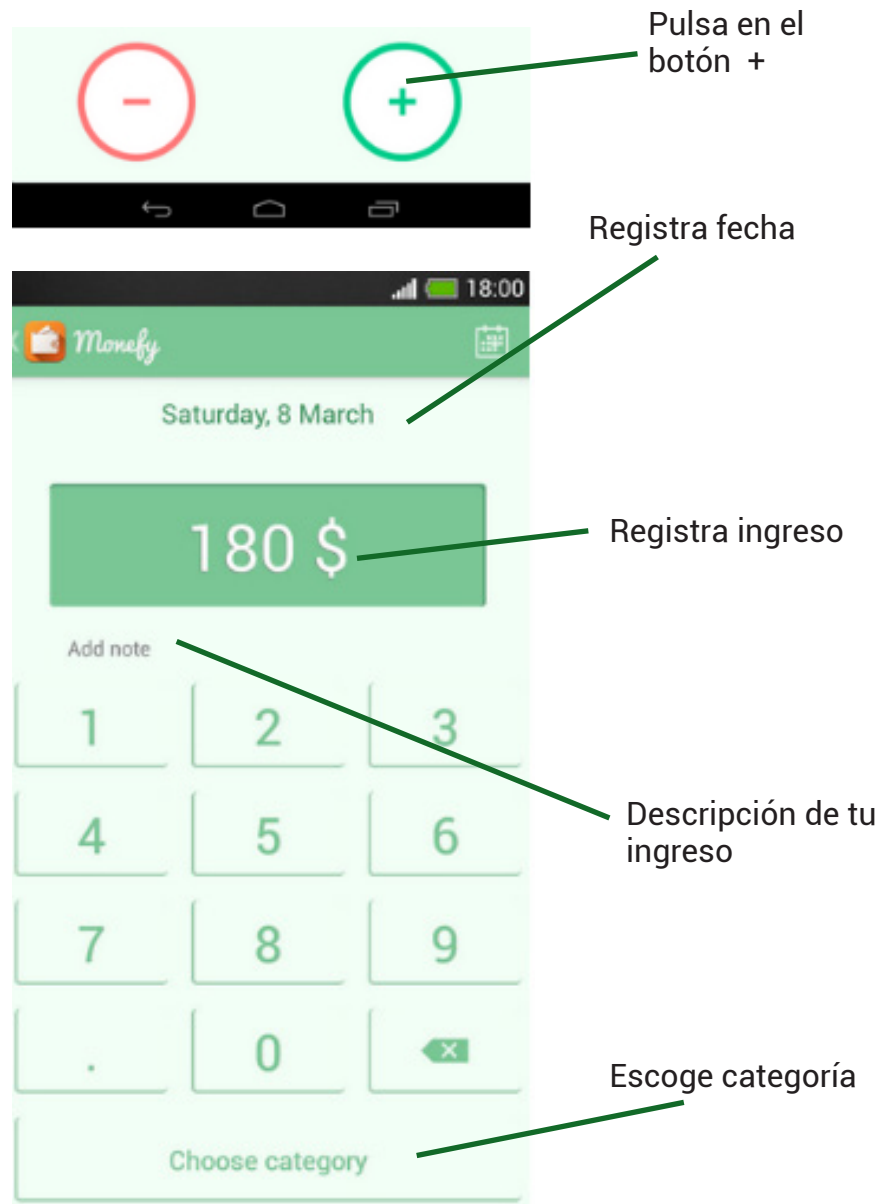 Pulsa en el
botón +
− +
Registra fecha
18:00
Monefy
Saturday, 8 March
180 $
Registra ingreso
Add note
1 2 3
4 5 6
Descripción de tu
ingreso
7 8 9
. 0
Escoge categoría
Choose category